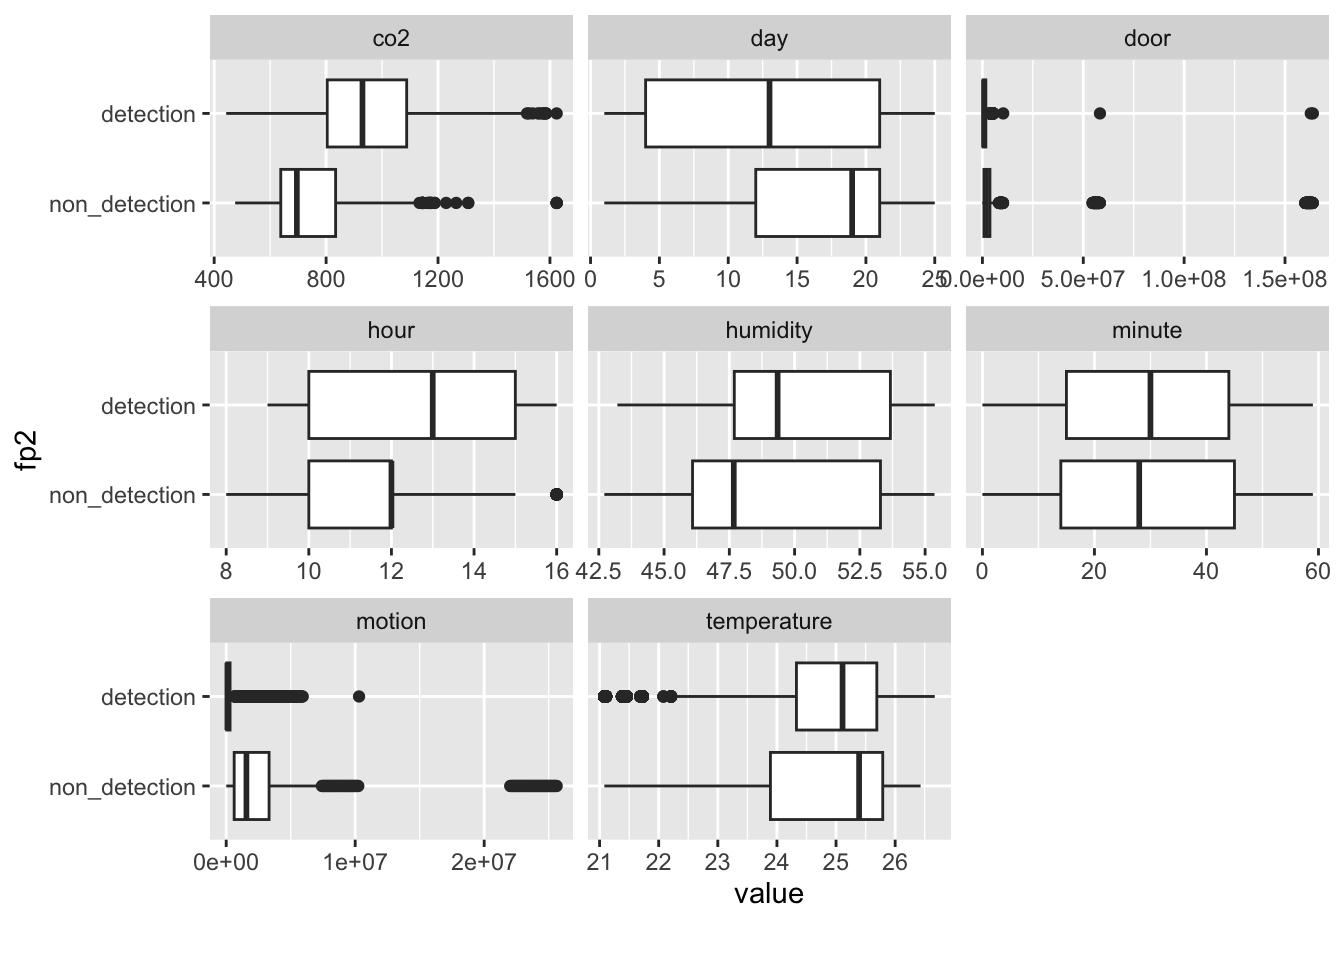 co2
day
door
detection
non_detection
400 800 1200 1600
0 5 10 15 20 25
0.0e+00 5.0e+07 1.0e+08 1.5e+08
hour
humidity
minute
detection
non_detection
8 10 12 14 16
42.5 45.0 47.5 50.0 52.5 55.0
0 20 40 60
fp2
motion
temperature
detection
non_detection
0e+00 1e+07 2e+07
21 22 23 24 25 26
value